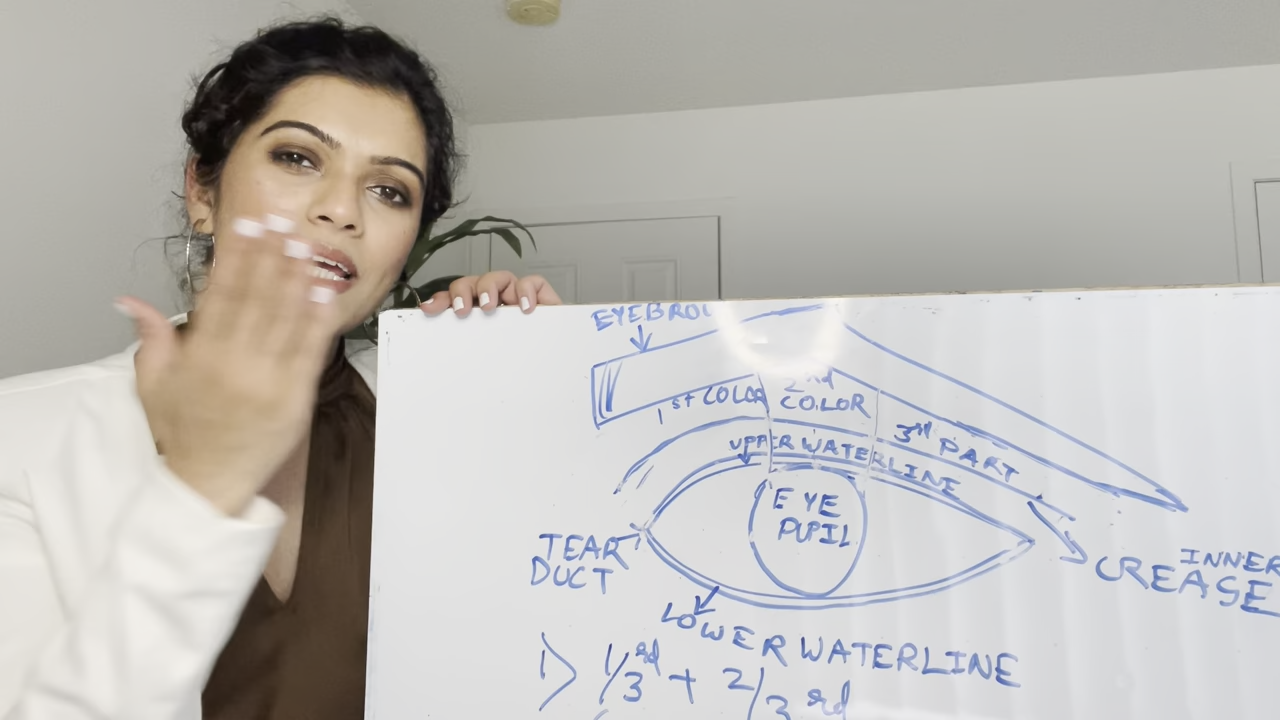 EYEBRO
1st COLOR
2nd
COLOR
3rd PART
UPPER WATERLINE
EYE
PUPIL
TEAR
DUCT
INNER
CREASE
LOWER WATERLINE
1> 1/3rd + 2/3rd